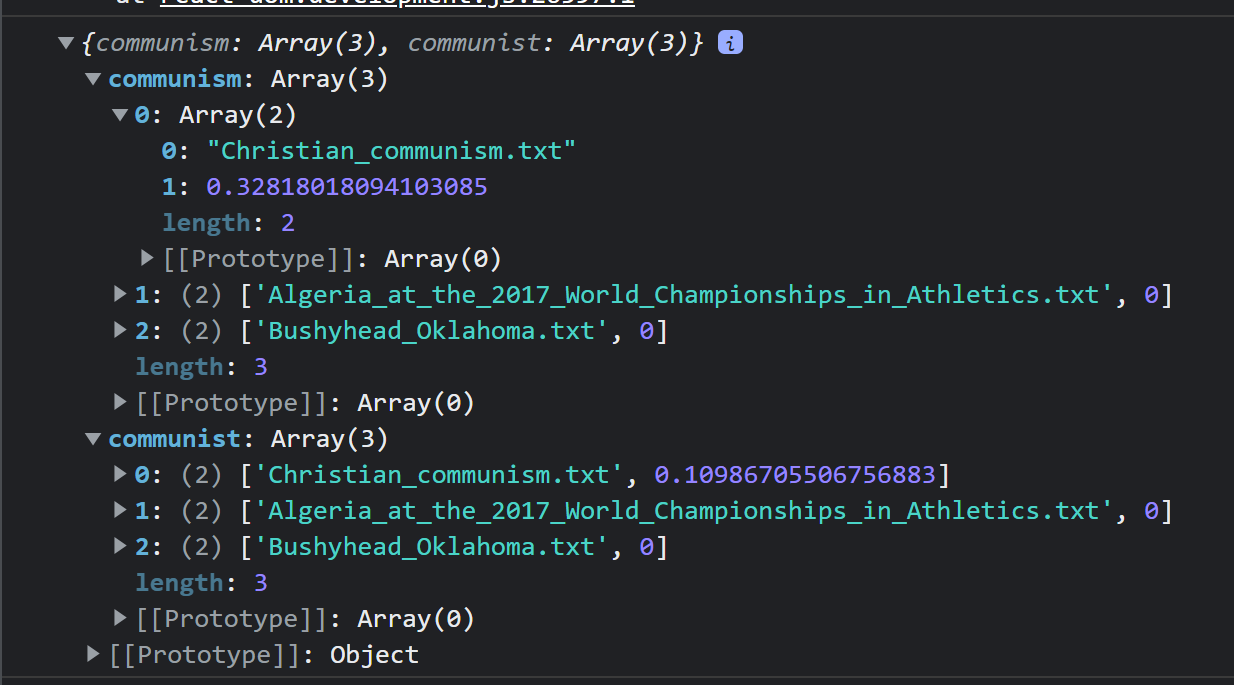 {communism: Array(3), communist: Array(3)} i
communism: Array(3)
0: Array(2)
0: "Christian_communism.txt"
1: 0.32818018094103085
length: 2
[[Prototype]]: Array(0)
1: (2) ['Algeria_at_the_2017_World_Championships_in_Athletics.txt', 0]
2: (2) ['Bushyhead_Oklahoma.txt', 0]
length: 3
[[Prototype]]: Array(0)
communist: Array(3)
0: (2) ['Christian_communism.txt', 0.10986705506756883]
1: (2) ['Algeria_at_the_2017_World_Championships_in_Athletics.txt', 0]
2: (2) ['Bushyhead_Oklahoma.txt', 0]
length: 3
[[Prototype]]: Array(0)
[[Prototype]]: Object